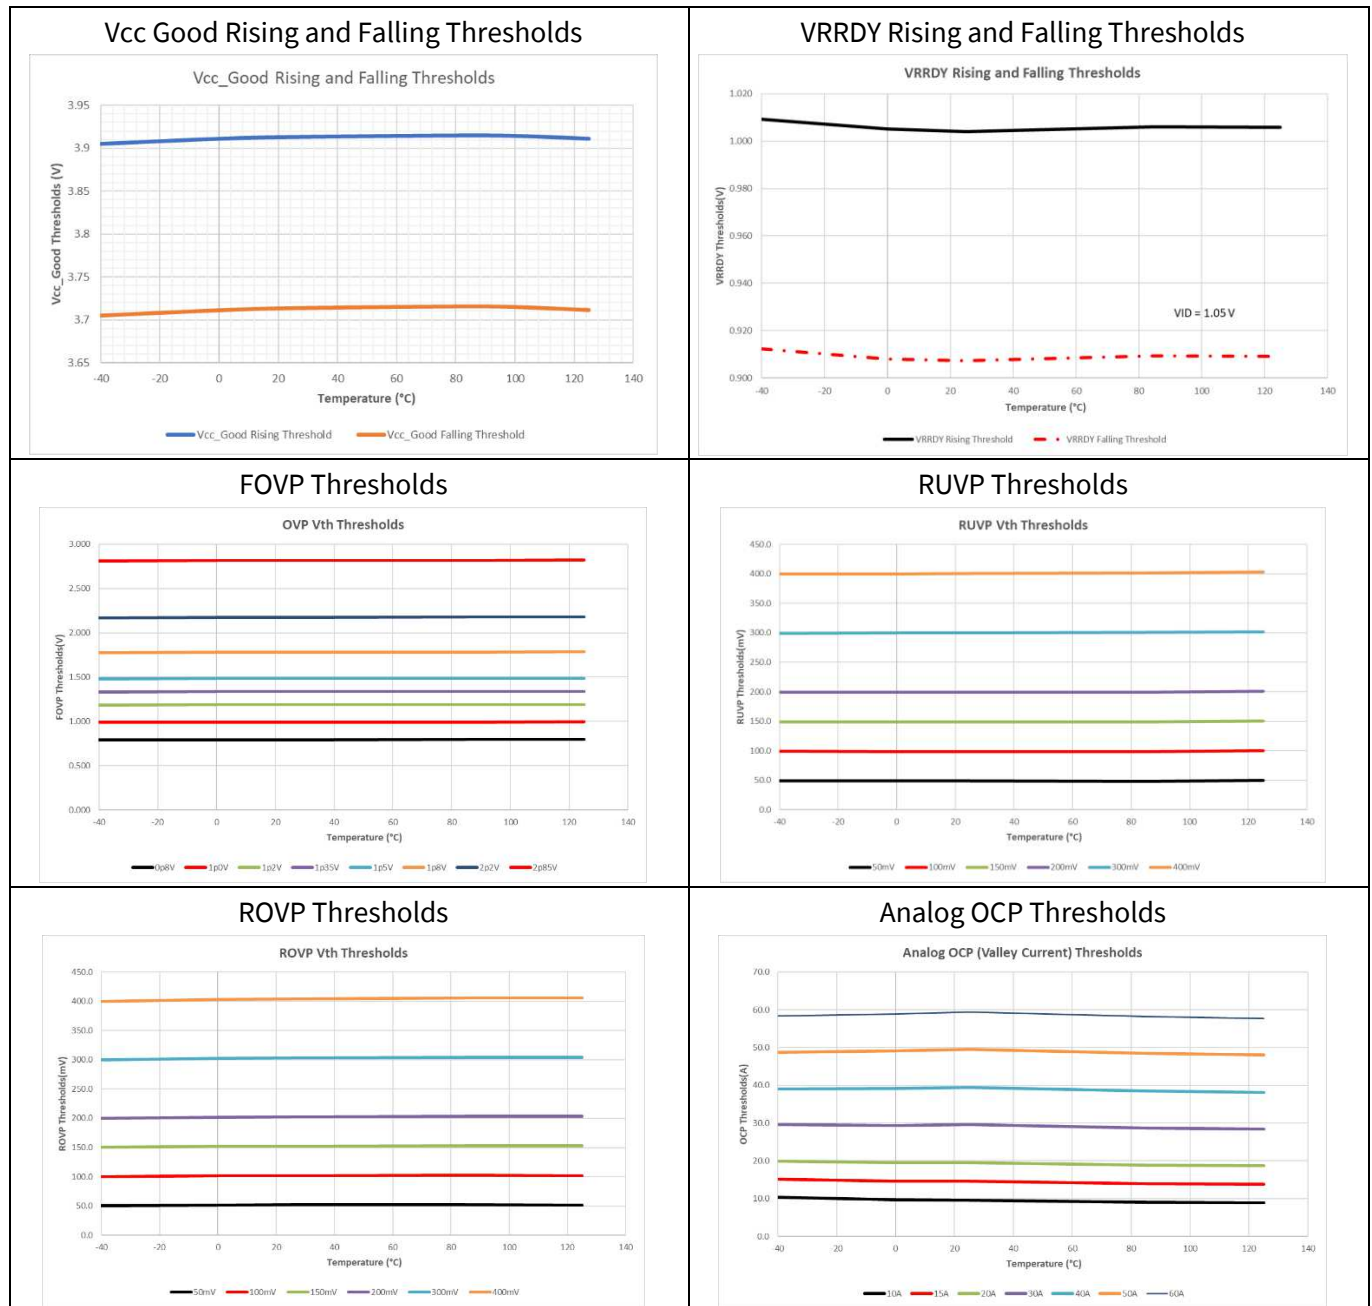 Vcc Good Rising and Falling Thresholds
Vcc_Good Rising and Falling Thresholds
Vcc_Good Thresholds (V)
3.95
3.9
3.85
3.8
3.75
3.7
3.65
-40 -20 0 20 40 60 80 100 120 140
Temperature (°C)
Vcc_Good Rising Threshold Vcc_Good Falling Threshold
VRRDY Rising and Falling Thresholds
VRRDY Rising and Falling Thresholds
VRRDY Thresholds(V)
1.020
1.000
0.980
0.960
0.940
0.920
0.900
VID = 1.05 V
-40 -20 0 20 40 60 80 100 120 140
Temperature (°C)
VRRDY Rising Threshold VRRDY Falling Threshold
FOVP Thresholds
OVP Vth Thresholds
FOVP Thresholds(V)
3.000
2.500
2.000
1.500
1.000
0.500
0.000
-40 -20 0 20 40 60 80 100 120 140
Temperature (°C)
0p8V 1p0V 1p2V 1p35V 1p5V 1p8V 2p2V 2p85V
RUVP Thresholds
RUVP Vth Thresholds
RUVP Thresholds(mV)
450.0
400.0
350.0
300.0
250.0
200.0
150.0
100.0
50.0
0.0
-40 -20 0 20 40 60 80 100 120 140
Temperature (°C)
50mV 100mV 150mV 200mV 300mV 400mV
ROVP Thresholds
ROVP Vth Thresholds
ROVP Thresholds(mV)
450.0
400.0
350.0
300.0
250.0
200.0
150.0
100.0
50.0
0.0
-40 -20 0 20 40 60 80 100 120 140
Temperature (°C)
50mV 100mV 150mV 200mV 300mV 400mV
Analog OCP Thresholds
Analog OCP (Valley Current) Thresholds
OCP Thresholds(A)
70.0
60.0
50.0
40.0
30.0
20.0
10.0
0.0
-40 -20 0 20 40 60 80 100 120 140
Temperature (°C)
10A 15A 20A 30A 40A 50A 60A